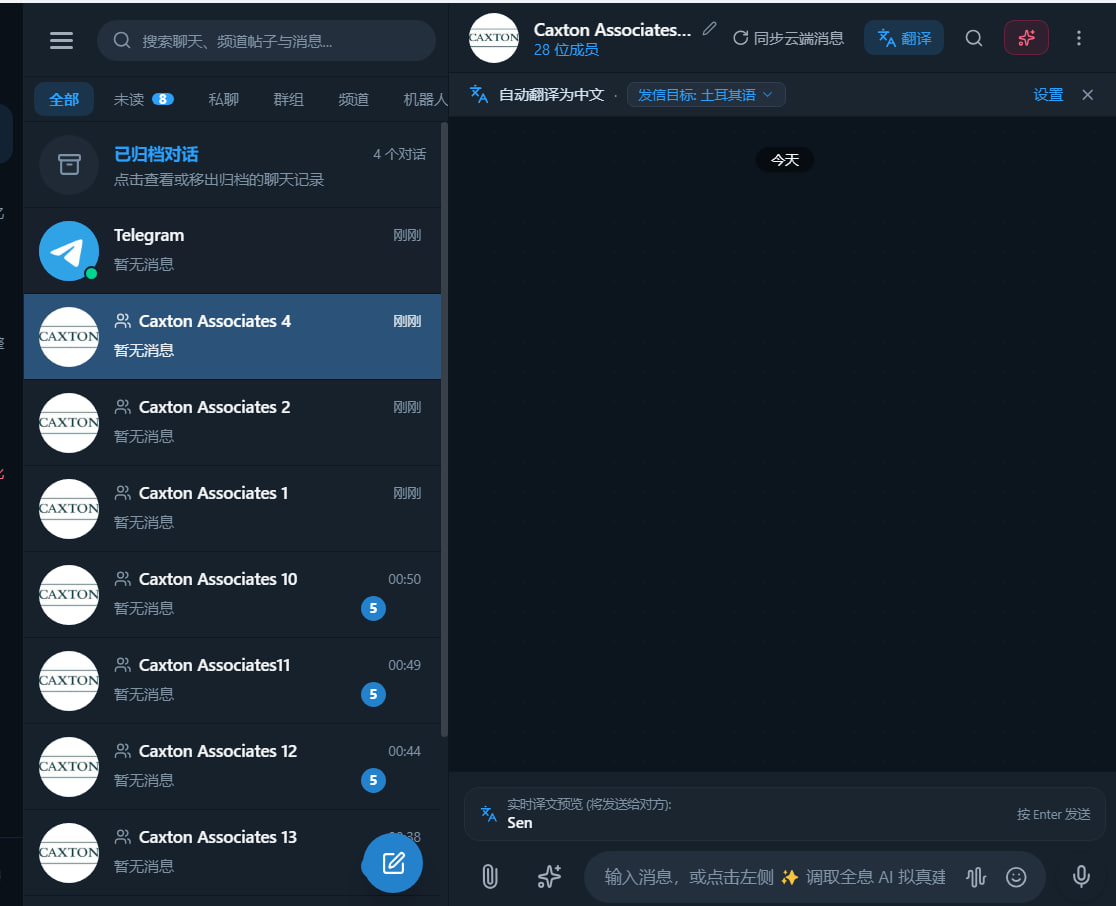 搜索聊天、频道帖子与消息...
全部 未读 8 私聊 群组 频道 机器人
已归档对话 4 个对话
点击查看或移出归档的聊天记录
Telegram 刚刚
暂无消息
CAXTON Caxton Associates 4 刚刚
暂无消息
CAXTON Caxton Associates 2 刚刚
暂无消息
CAXTON Caxton Associates 1 刚刚
暂无消息
CAXTON Caxton Associates 10 00:50
暂无消息 5
CAXTON Caxton Associates11 00:49
暂无消息 5
CAXTON Caxton Associates 12 00:44
暂无消息 5
CAXTON Caxton Associates 13
暂无消息
CAXTON Caxton Associates... 同步云端消息 翻译
28 位成员
自动翻译为中文 · 发信目标: 土耳其语 设置
今天
实时译文预览 (将发送给对方):
Sen
按 Enter 发送
输入消息，或点击左侧 ✨ 调取全息 AI 拟真建